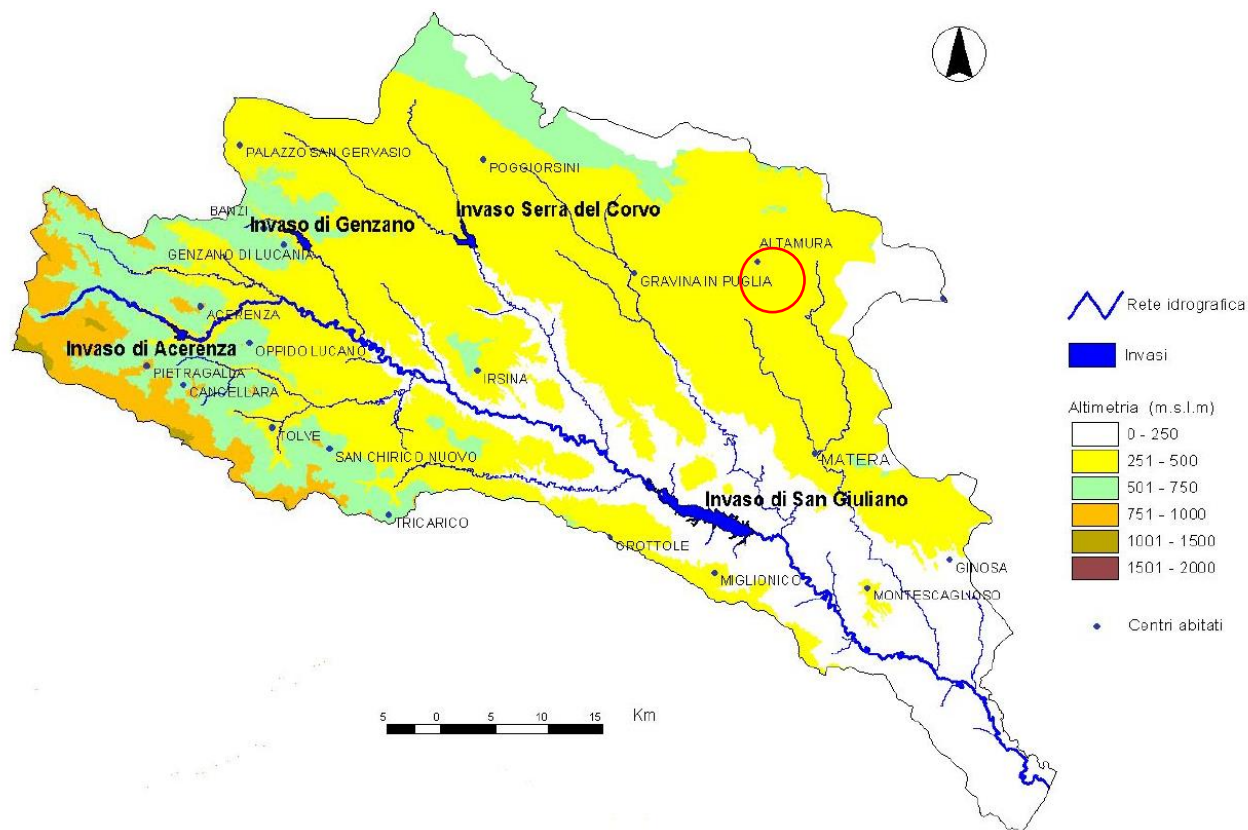 PALAZZO SAN GERVASIO
POGGIORSINI
BANZI
Invaso di Genzano
Invaso Serra del Corvo
GENZANO DI LUCANIA
ALTAMURA
GRAVINA IN PUGLIA
ACERENZA
Invaso di Acerenza
OPPIDO LUCANO
PIETRAGALLA
CANCELLARA
IRSINA
TOLVE
SAN CHIRICO NUOVO
MATERA
Invaso di San Giuliano
TRICARICO
GROTTOLE
MIGLIONICO
GINOSA
MONTESCAGLIOSO
5 0 5 10 15 Km
Rete idrografica
Invasi
Altimetria (m.s.l.m)
0 - 250
251 - 500
501 - 750
751 - 1000
1001 - 1500
1501 - 2000
Centri abitati